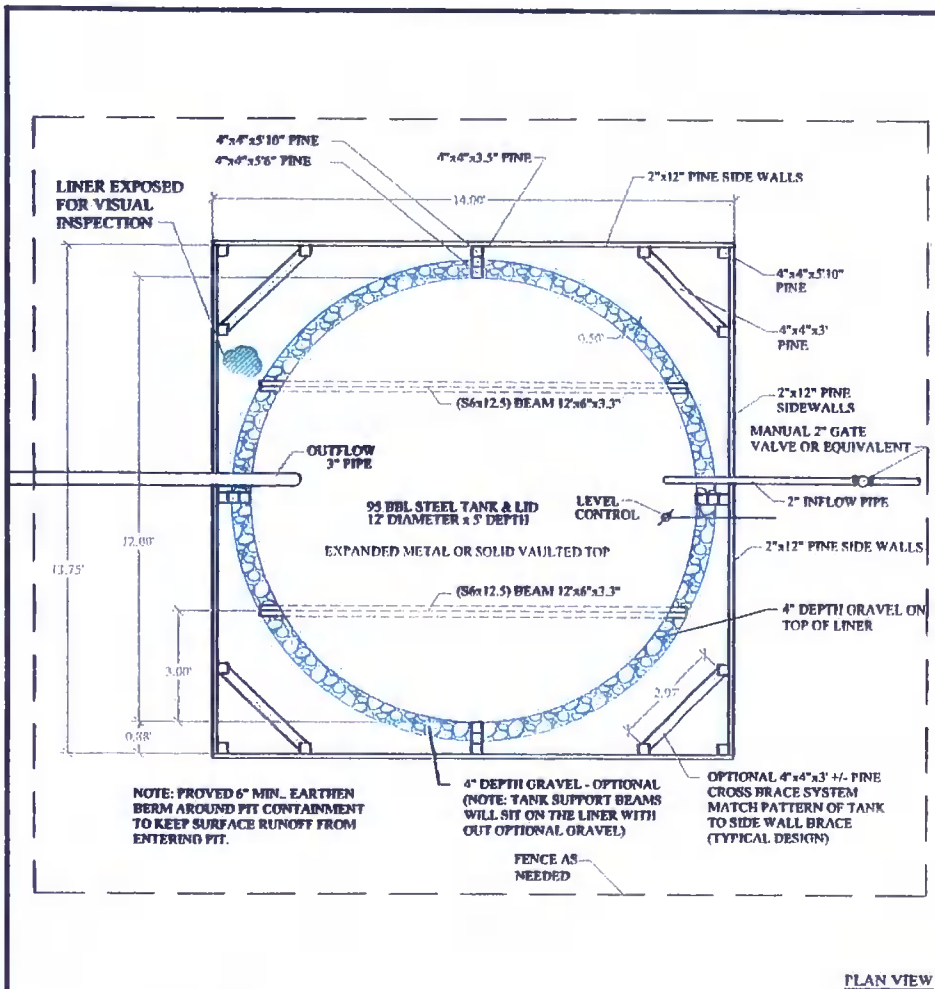 4"x4"x5'10" PINE
4"x4"x5'6" PINE
4"x4"x3.5" PINE
2"x12" PINE SIDE WALLS
LINER EXPOSED
FOR VISUAL
INSPECTION
14.00'
4"x4"x5'10"
PINE
4"x4"x3'
PINE
0.50'
(S6x12.5) BEAM 12'x6"x3.3"
2"x12" PINE
SIDEWALLS
MANUAL 2" GATE
VALVE OR EQUIVALENT
OUTFLOW
3" PIPE
95 BBL STEEL TANK & LID
12' DIAMETER x 5' DEPTH
LEVEL
CONTROL
2" INFLOW PIPE
EXPANDED METAL OR SOLID VAULTED TOP
2"x12" PINE SIDE WALLS
12.00'
13.75'
(S6x12.5) BEAM 12'x6"x3.3"
4" DEPTH GRAVEL ON
TOP OF LINER
3.00'
2.97'
0.88'
NOTE: PROVED 6" MIN.. EARTHEN
BERM AROUND PIT CONTAINMENT
TO KEEP SURFACE RUNOFF FROM
ENTERING PIT.
4" DEPTH GRAVEL - OPTIONAL
(NOTE: TANK SUPPORT BEAMS
WILL SIT ON THE LINER WITH
OUT OPTIONAL GRAVEL)
OPTIONAL 4"x4"x3' +/- PINE
CROSS BRACE SYSTEM
MATCH PATTERN OF TANK
TO SIDE WALL BRACE
(TYPICAL DESIGN)
FENCE AS
NEEDED
PLAN VIEW